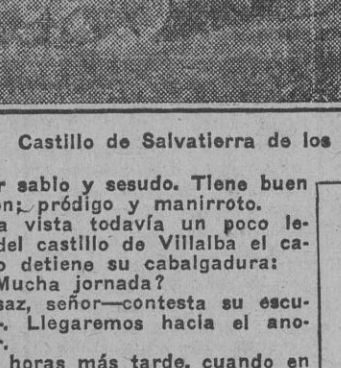 Castillo de Salvatierra de los
r sabio y sesudo. Tiene buen
n; pródigo y manirroto.
a vista todavía un poco le-
del castillo de Villalba el ca-
o detiene su cabalgadura:
Mucha jornada?
saz, señor—contesta su escu-
. Llegaremos hacia el ano-
r.
horas más tarde, cuando en